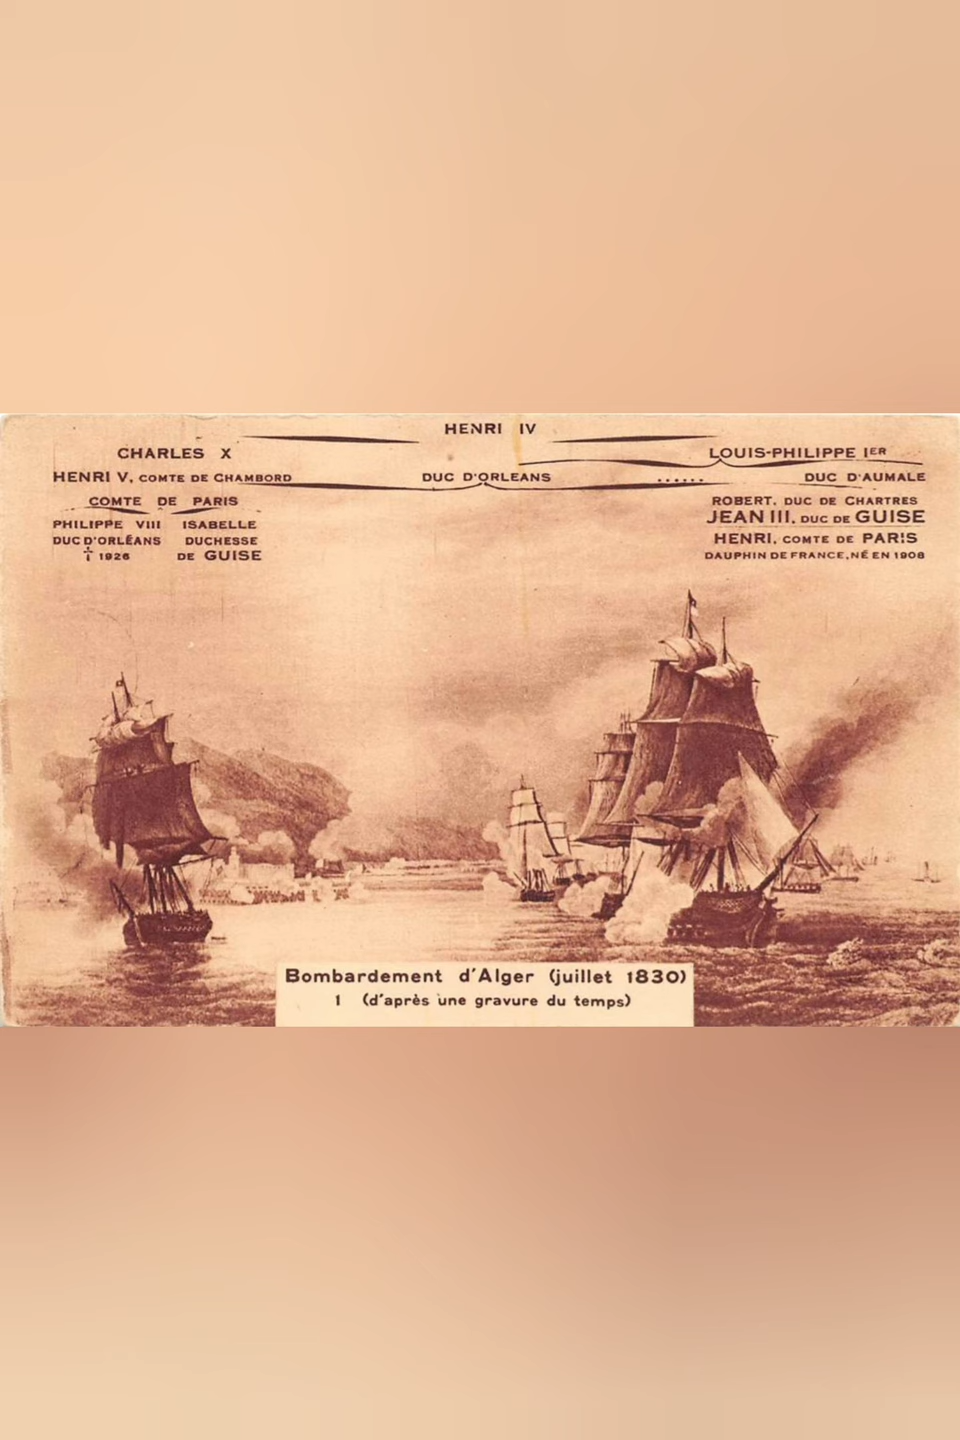 HENRI IV
CHARLES X
LOUIS-PHILIPPE IER
HENRI V, COMTE DE CHAMBORD
DUC D'ORLEANS
......
DUC D'AUMALE
COMTE DE PARIS
PHILIPPE VIII
DUC D'ORLÉANS
† 1926
ISABELLE
DUCHESSE
DE GUISE
ROBERT, DUC DE CHARTRES
JEAN III, DUC DE GUISE
HENRI, COMTE DE PARIS
DAUPHIN DE FRANCE, NÉ EN 1908
Bombardement d'Alger (juillet 1830)
1 (d'après une gravure du temps)